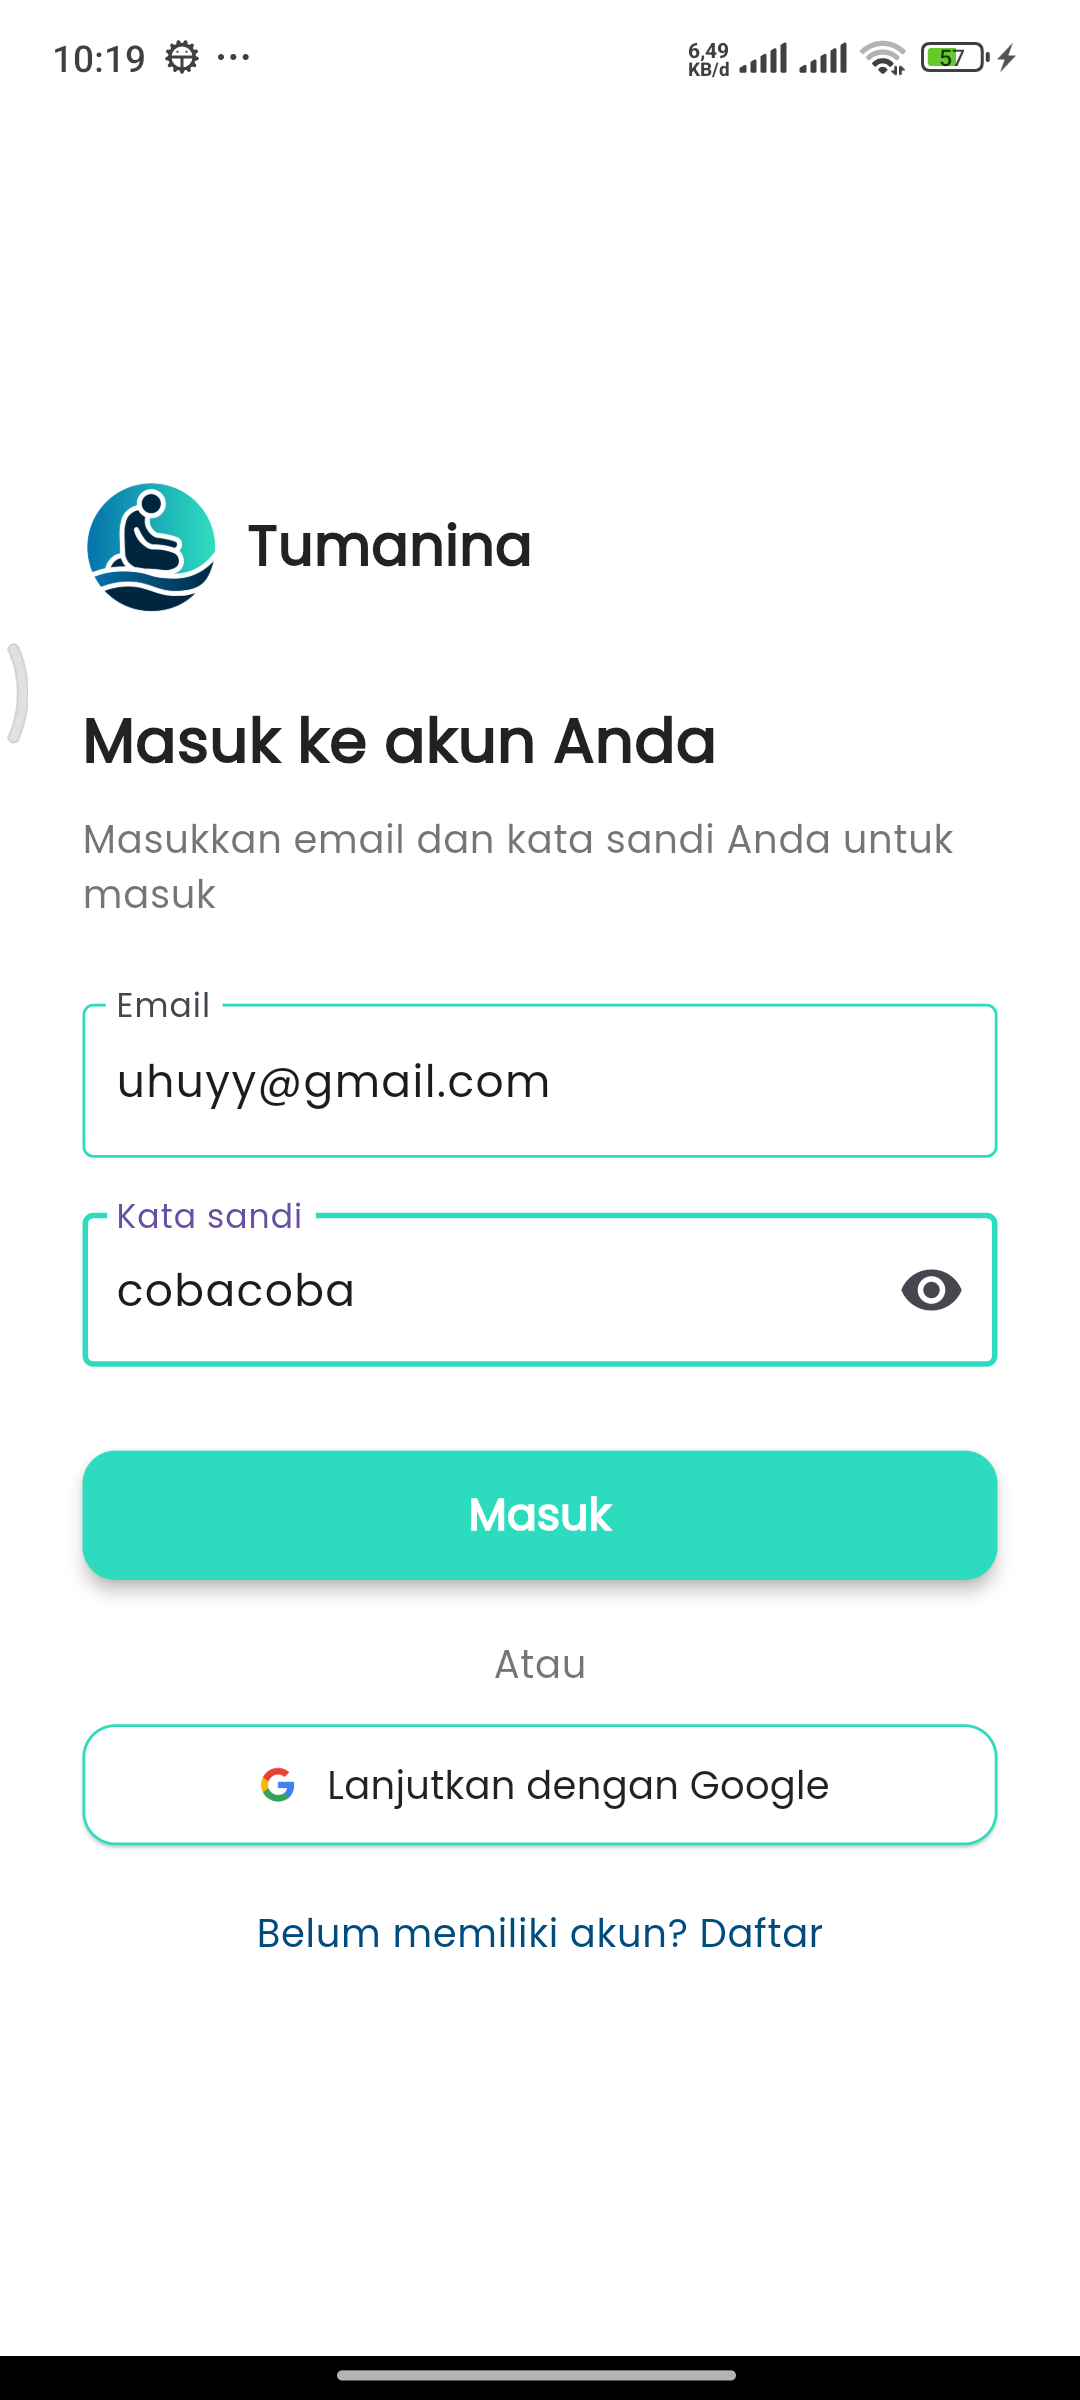 10:19
6,49
KB/d
57
Tumanina
Masuk ke akun Anda
Masukkan email dan kata sandi Anda untuk
masuk
Email
uhuyy@gmail.com
Kata sandi
cobacoba
Masuk
Atau
Lanjutkan dengan Google
Belum memiliki akun? Daftar